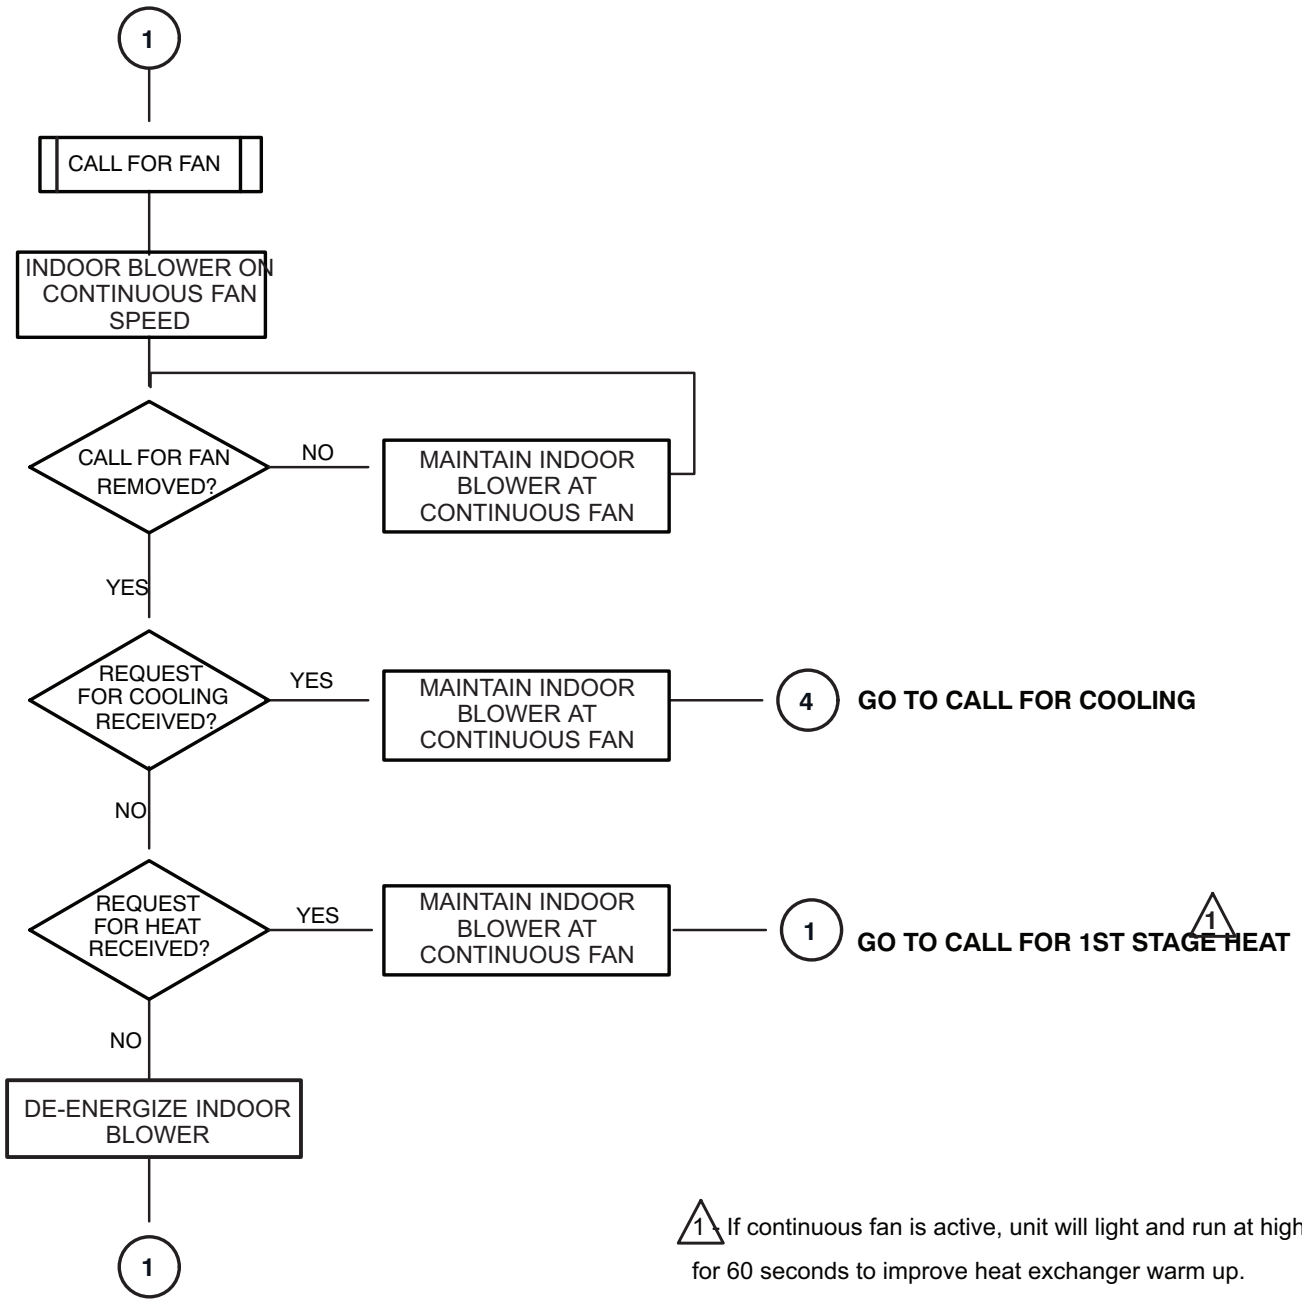 1
CALL FOR FAN
INDOOR BLOWER ON
CONTINUOUS FAN
SPEED
CALL FOR FAN
REMOVED?
NO
MAINTAIN INDOOR
BLOWER AT
CONTINUOUS FAN
YES
REQUEST
FOR COOLING
RECEIVED?
YES
MAINTAIN INDOOR
BLOWER AT
CONTINUOUS FAN
4
GO TO CALL FOR COOLING
NO
REQUEST
FOR HEAT
RECEIVED?
YES
MAINTAIN INDOOR
BLOWER AT
CONTINUOUS FAN
1
GO TO CALL FOR 1ST STAGE HEAT
1
NO
DE-ENERGIZE INDOOR
BLOWER
1
1 - If continuous fan is active, unit will light and run at high
for 60 seconds to improve heat exchanger warm up.